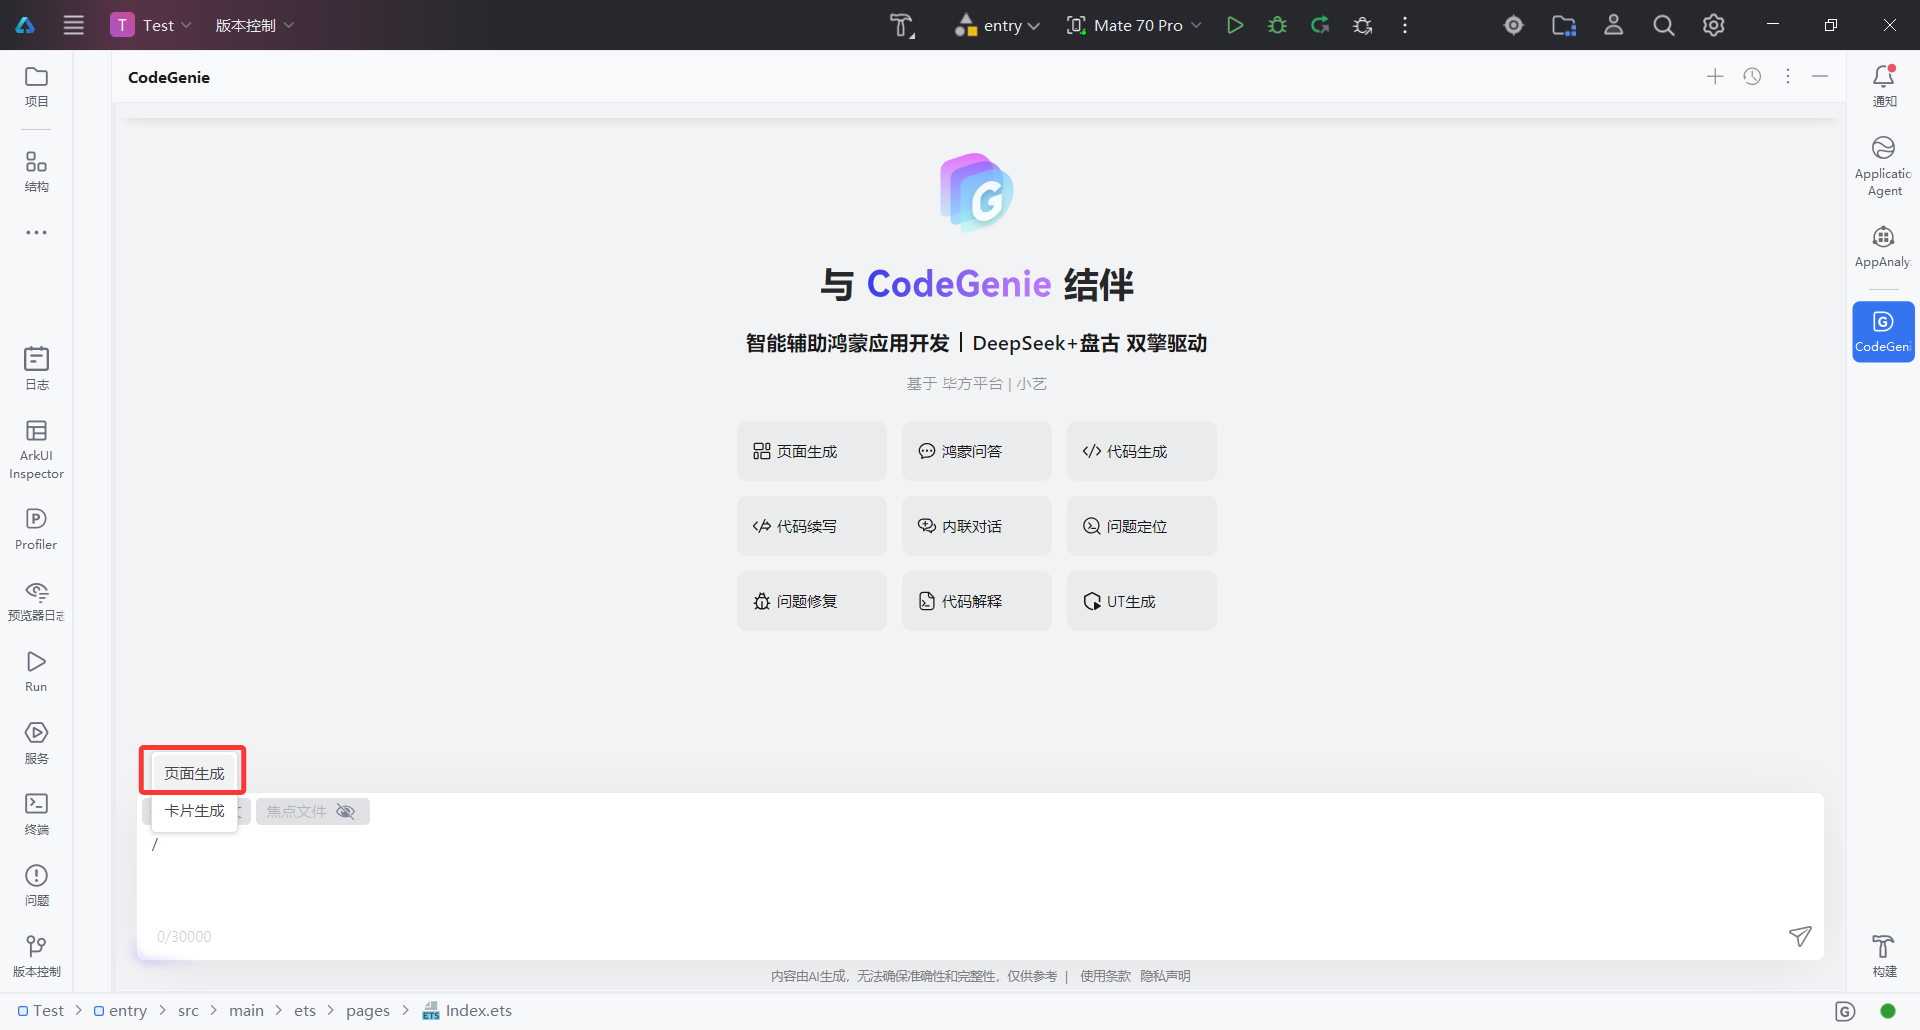 T Test 版本控制 entry Mate 70 Pro
项目
结构
日志
ArkUI
Inspector
P
Profiler
预览器日志
Run
服务
终端
问题
版本控制
CodeGenie
G
与 CodeGenie 结伴
智能辅助鸿蒙应用开发 | DeepSeek+盘古 双擎驱动
基于 毕方平台 | 小艺
页面生成 鸿蒙问答 代码生成
代码续写 内联对话 问题定位
问题修复 代码解释 UT生成
页面生成
卡片生成
焦点文件
/
0/30000
内容由AI生成，无法确保准确性和完整性，仅供参考 | 使用条款 隐私声明
通知
Applicatio
Agent
AppAnaly
G
CodeGeni
构建
Test > entry > src > main > ets > pages > ETS Index.ets
G